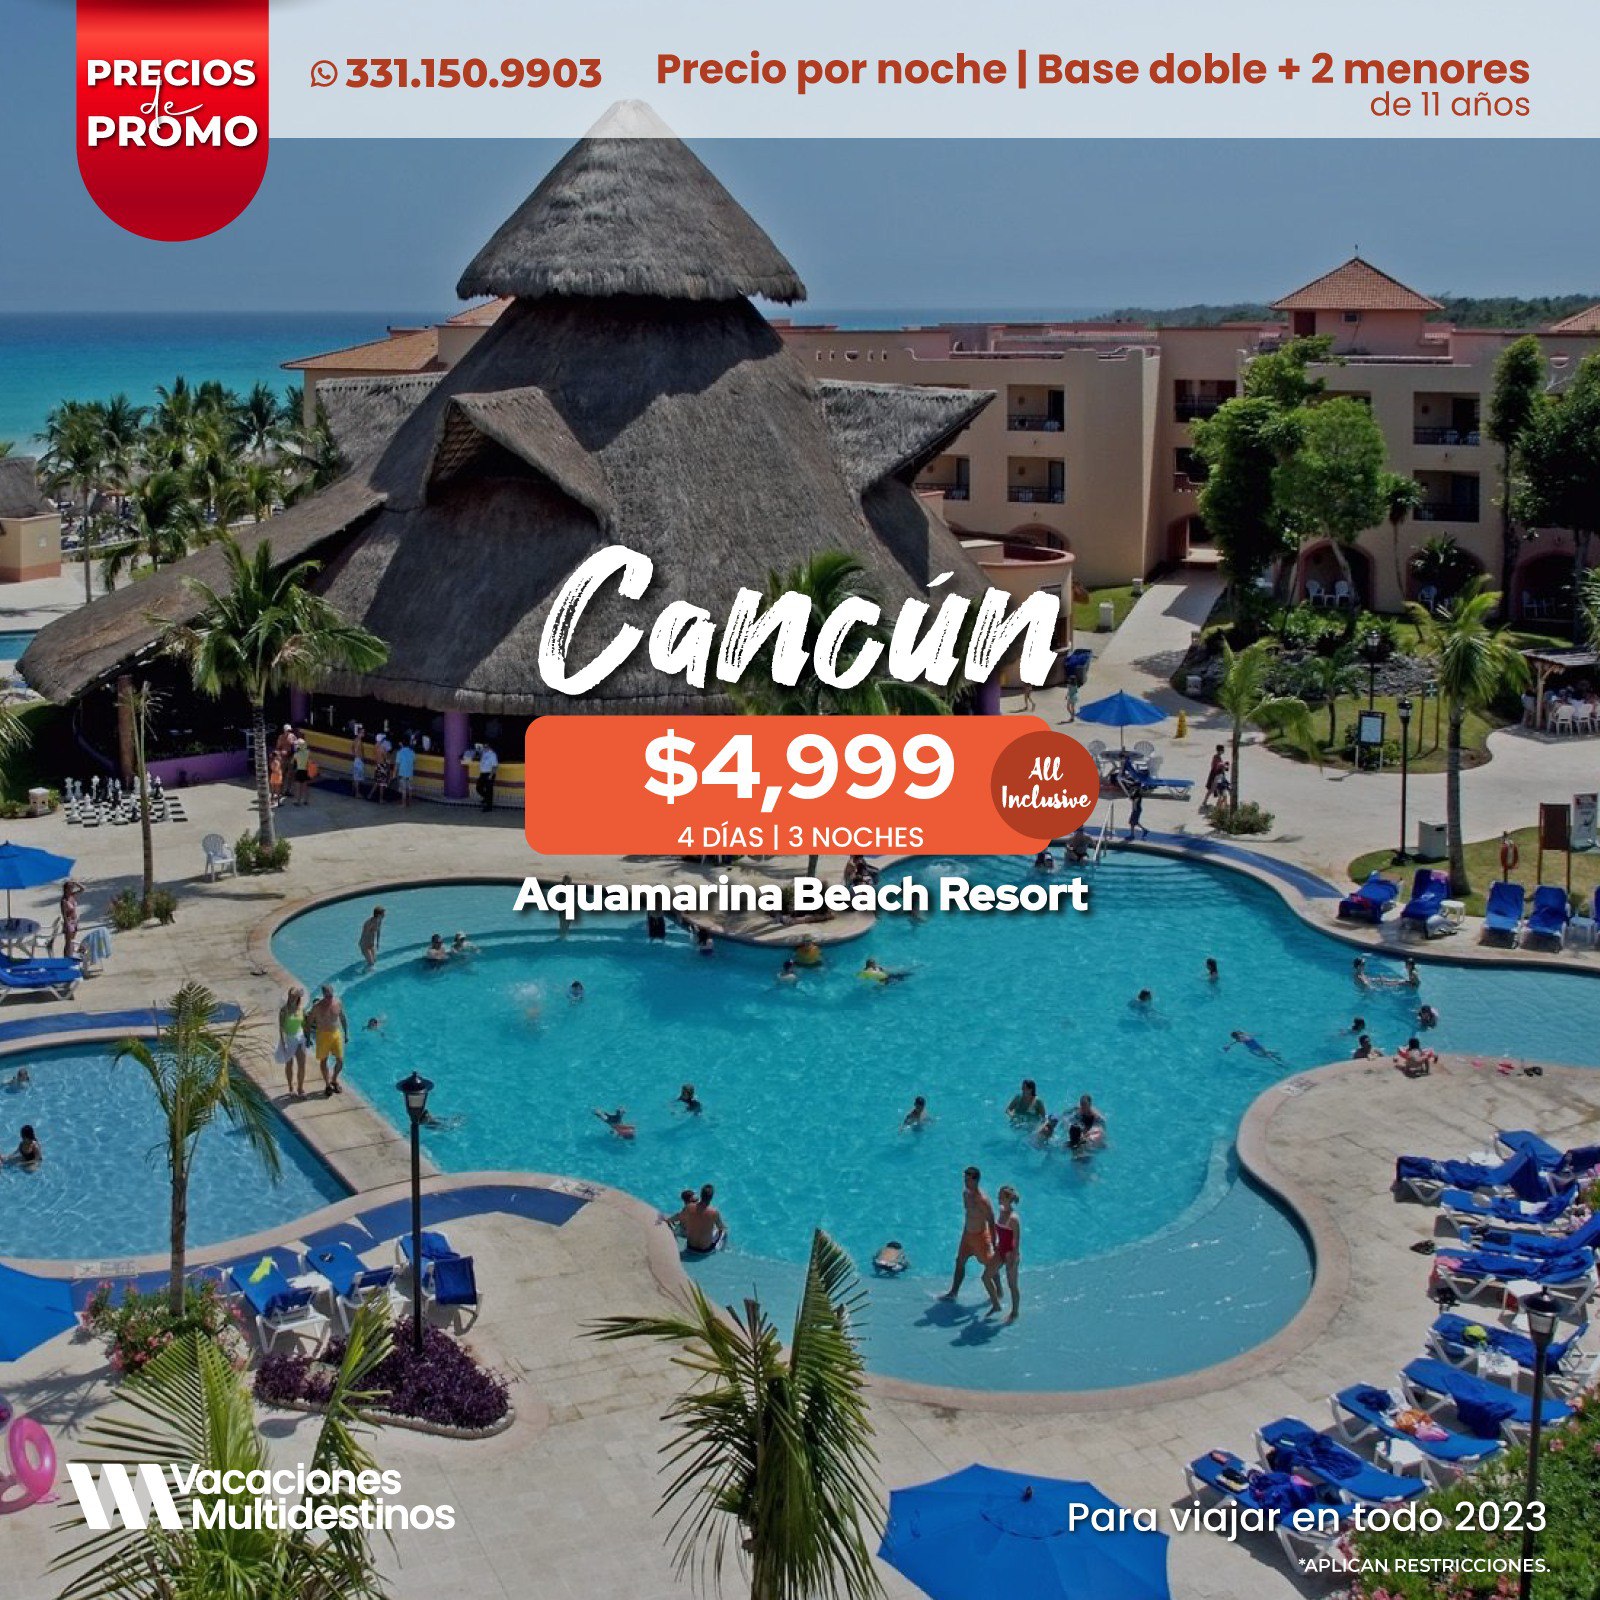 PRECIOS
de
PROMO
331.150.9903
Precio por noche | Base doble + 2 menores
de 11 años
Cancún
$4,999
All
Inclusive
4 DÍAS | 3 NOCHES
Aquamarina Beach Resort
Vacaciones
Multidestinos
Para viajar en todo 2023
*APLICAN RESTRICCIONES.